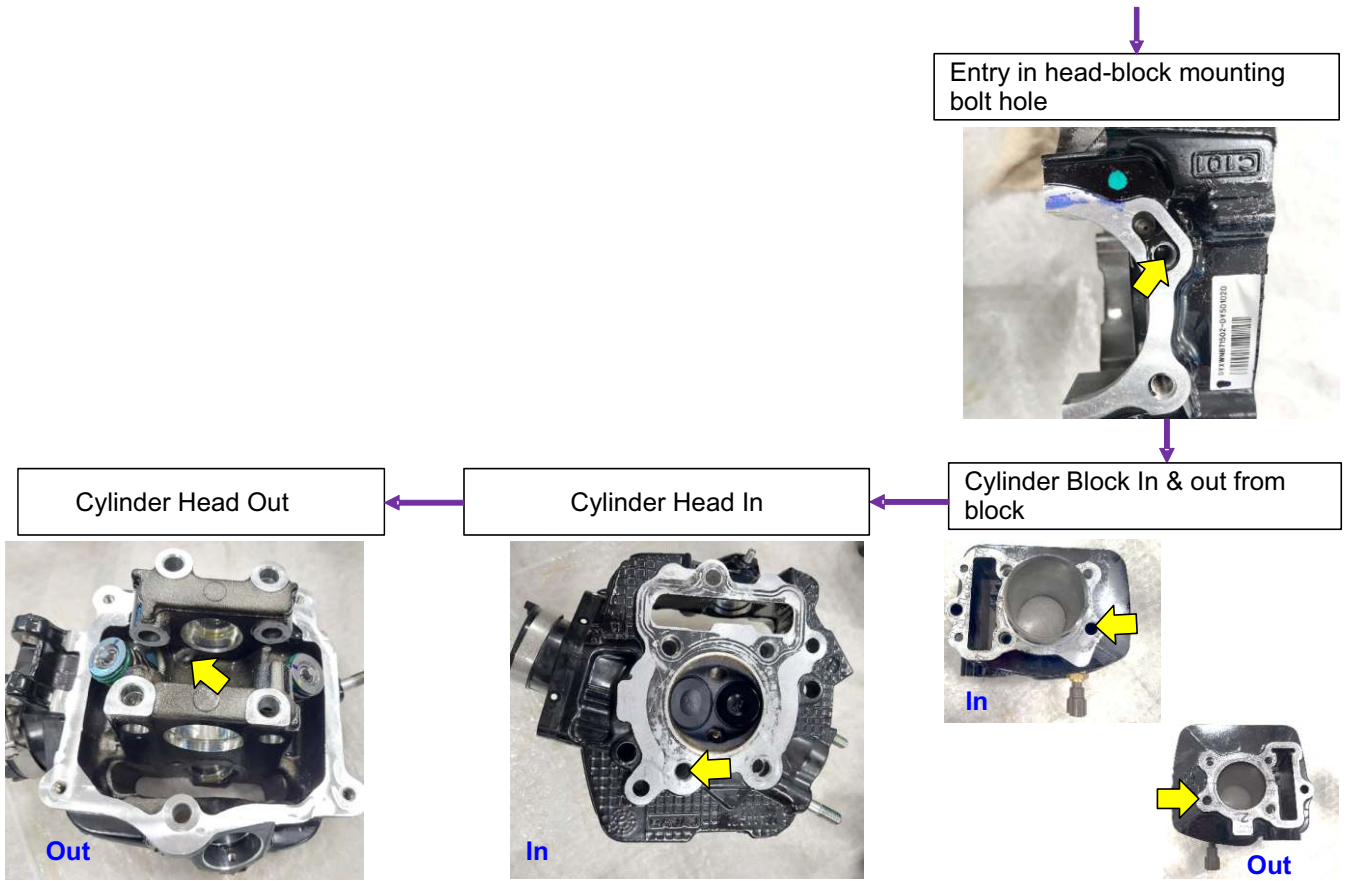 Entry in head-block mounting
bolt hole
C101
Cylinder Head Out
Cylinder Head In
Cylinder Block In & out from
block
In
Out
In
Out